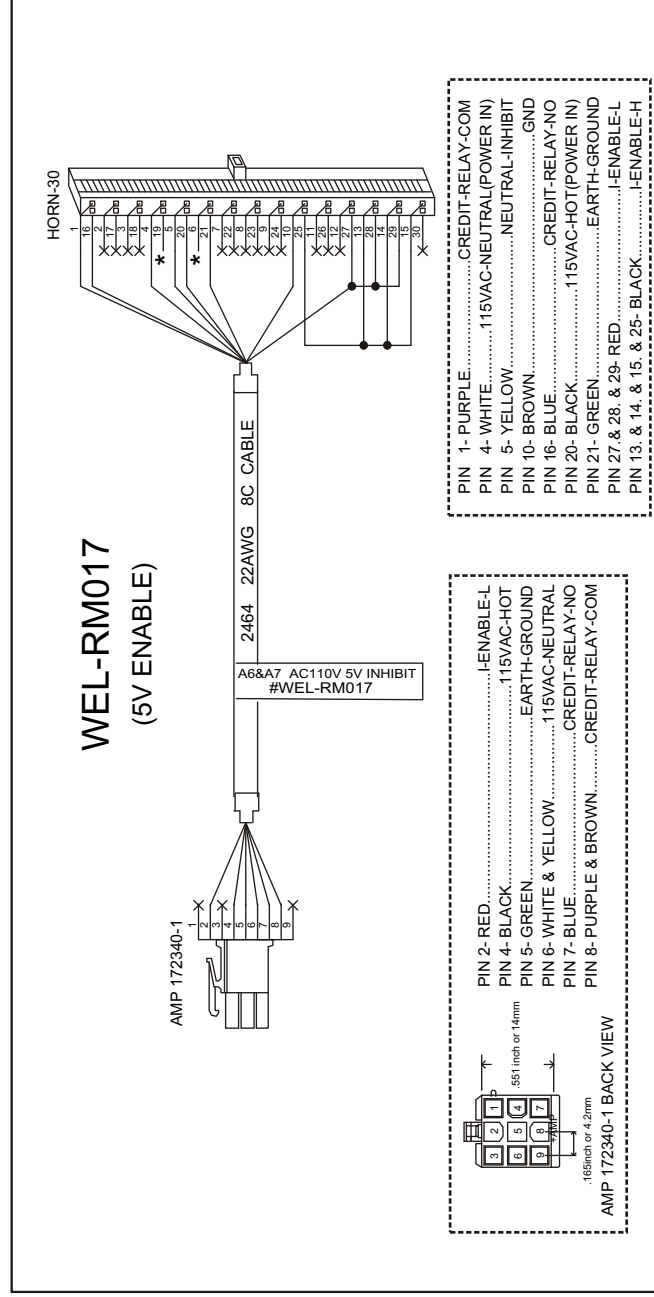 WEL-RM017
(5V ENABLE)
AMP 172340-1
1
2
3
4
5
6
7
8
9
2464 22AWG 8C CABLE
A6&A7 AC110V 5V INHIBIT
#WEL-RM017
HORN-30
1
16
2
17
3
18
4
19
*
5
20
6
*
21
7
22
8
23
9
24
10
25
11
26
12
27
13
28
14
29
15
30
3
2
1
6
5
4
9
8
7
AMP
.551 inch or 14mm
.165inch or 4.2mm
AMP 172340-1 BACK VIEW
PIN 2- RED..............................I-ENABLE-L
PIN 4- BLACK............................115VAC-HOT
PIN 5- GREEN.......................EARTH-GROUND
PIN 6- WHITE & YELLOW............115VAC-NEUTRAL
PIN 7- BLUE.......................CREDIT-RELAY-NO
PIN 8- PURPLE & BROWN........CREDIT-RELAY-COM
PIN 1- PURPLE....................CREDIT-RELAY-COM
PIN 4- WHITE.........115VAC-NEUTRAL(POWER IN)
PIN 5- YELLOW...................NEUTRAL-INHIBIT
PIN 10- BROWN...................................GND
PIN 16- BLUE......................CREDIT-RELAY-NO
PIN 20- BLACK............115VAC-HOT(POWER IN)
PIN 21- GREEN.....................EARTH-GROUND
PIN 27.& 28. & 29- RED.................I-ENABLE-L
PIN 13. & 14. & 15. & 25- BLACK........I-ENABLE-H